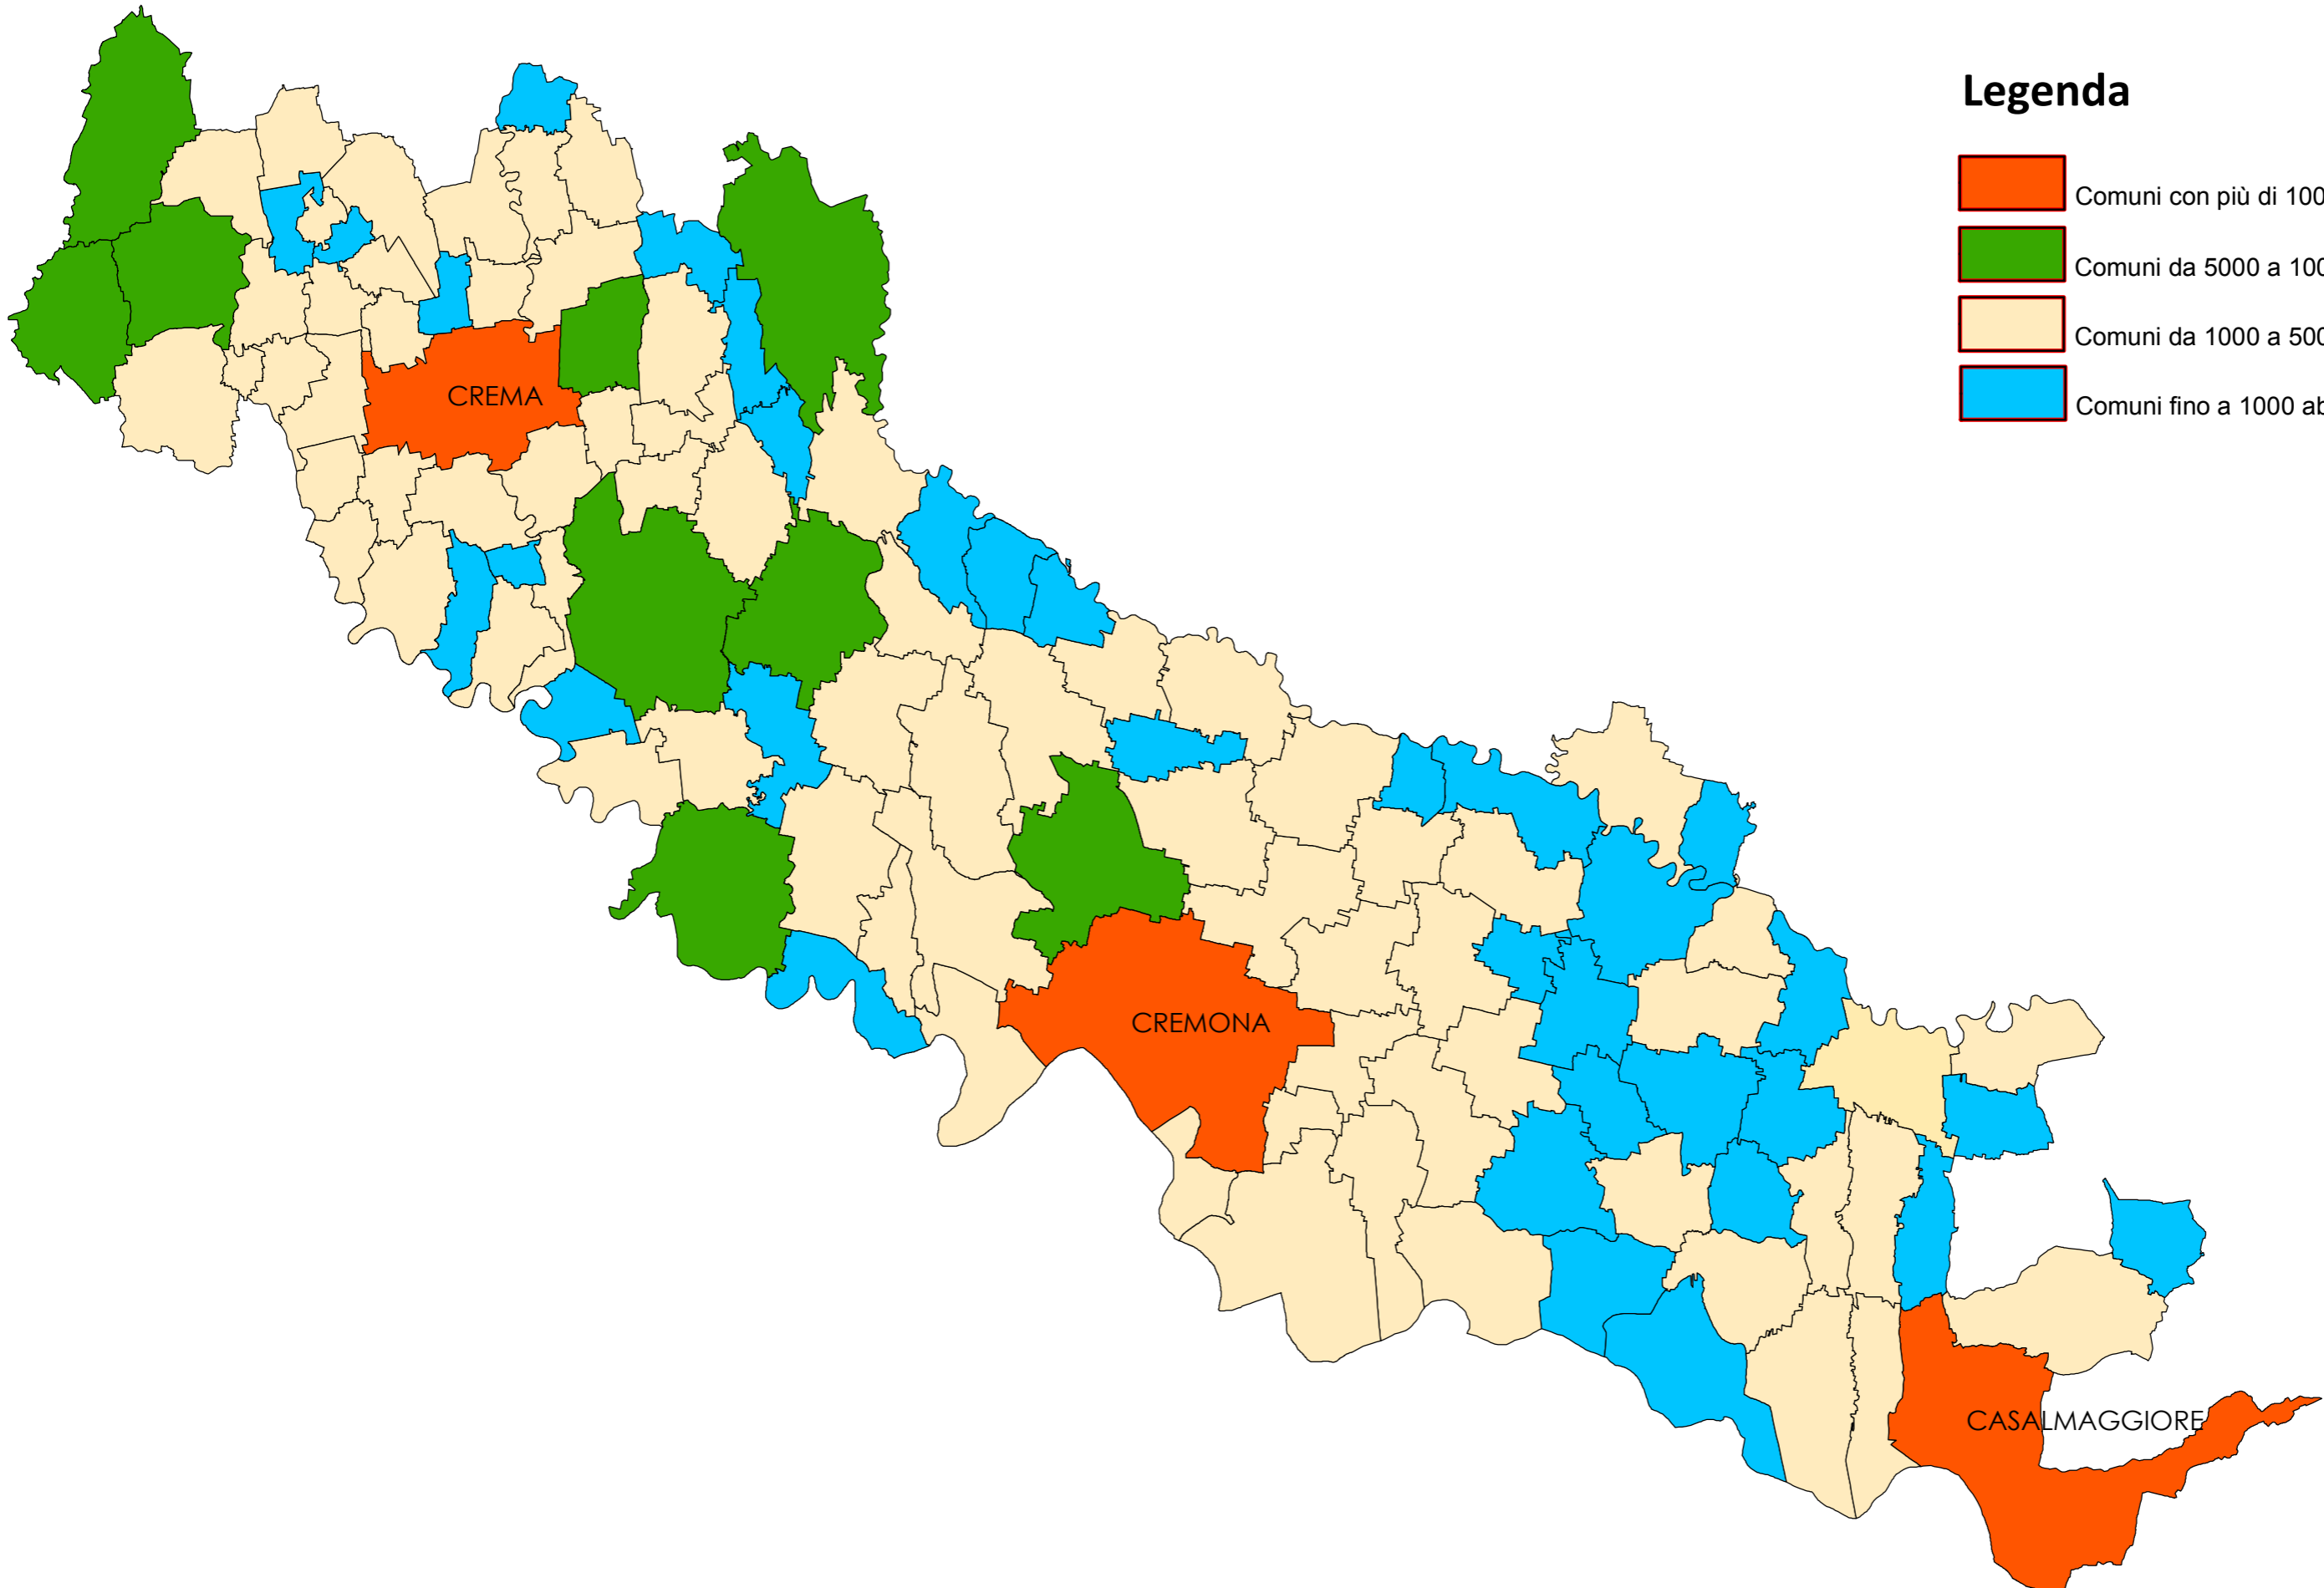 Legenda
Comuni con più di 100
Comuni da 5000 a 100
Comuni da 1000 a 500
Comuni fino a 1000 ab
CREMA
CREMONA
CASALMAGGIORE